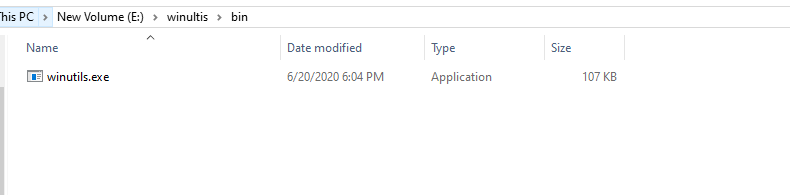 This PC > New Volume (E:) > winultis > bin
Name Date modified Type Size
winutils.exe 6/20/2020 6:04 PM Application 107 KB